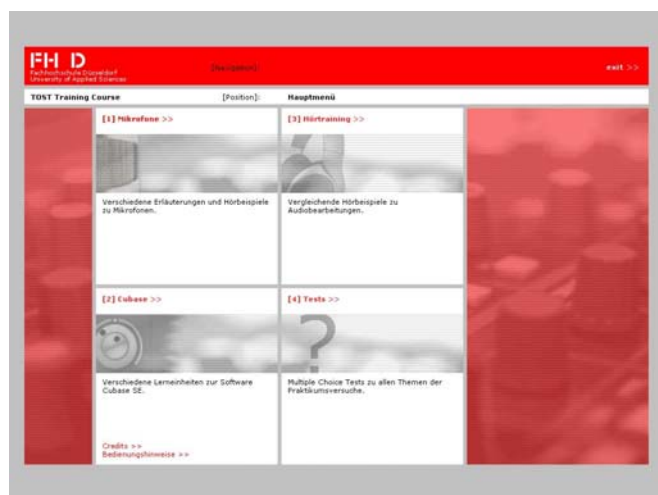 FH D
Fachhochschule Düsseldorf
University of Applied Sciences
[Navigation]:
exit >>
TOST Training Course
[Position]:
Hauptmenü
[1] Mikrofone >>
Verschiedene Erläuterungen und Hörbeispiele
zu Mikrofonen.
[3] Hörtraining >>
Vergleichende Hörbeispiele zu
Audiobearbeitungen.
[2] Cubase >>
Verschiedene Lerneinheiten zur Software
Cubase SE.
Credits >>
Bedienungshinweise >>
[4] Tests >>
?
Multiple Choice Tests zu allen Themen der
Praktikumsversuche.